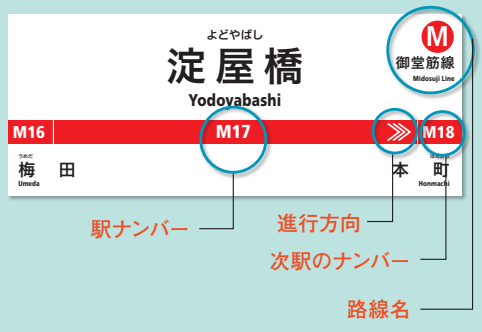 よどやばし
淀屋橋
Yodoyabashi
M
御堂筋線
Midosuji Line
M16
M17
M18
うめだ
梅田
Umeda
本町
Honmachi
駅ナンバー
進行方向
次駅のナンバー
路線名